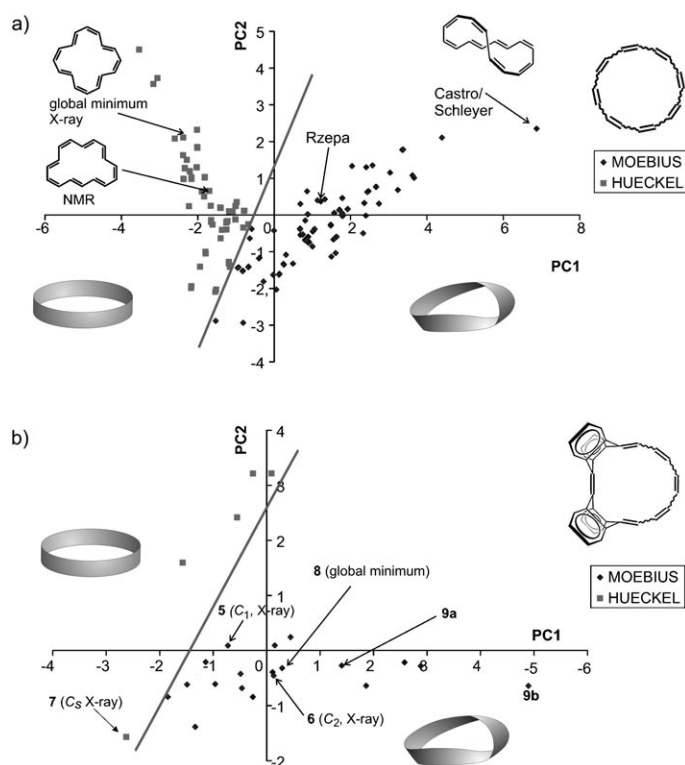 a)
PC2
5
4
3
2
1
0
-1
-2
-3
-4
-6
-4
-2
0
2
4
6
8
PC1
global minimum
X-ray
NMR
Rzepa
Castro/
Schleyer
MOEBIUS
HUECKEL
b)
PC2
4
3
2
1
0
-1
-2
-4
-3
-2
-1
0
1
2
3
-4
-5
-6
PC1
8 (global minimum)
5 (C1, X-ray)
9a
MOEBIUS
HUECKEL
7 (CS X-ray)
6 (C2, X-ray)
9b